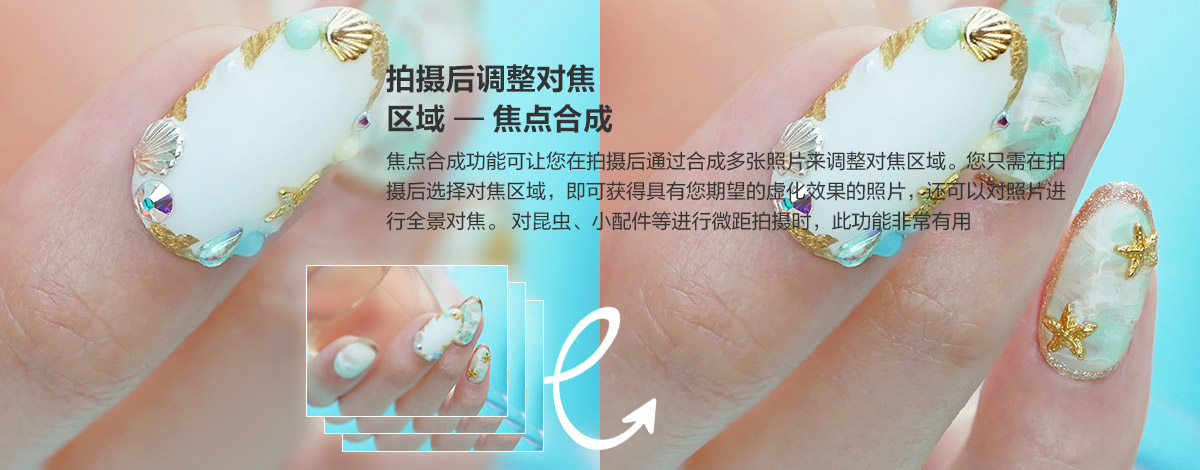 拍摄后调整对焦
区域 — 焦点合成
焦点合成功能可让您在拍摄后通过合成多张照片来调整对焦区域。您只需在拍
摄后选择对焦区域，即可获得具有您期望的虚化效果的照片，还可以对照片进
行全景对焦。 对昆虫、小配件等进行微距拍摄时，此功能非常有用